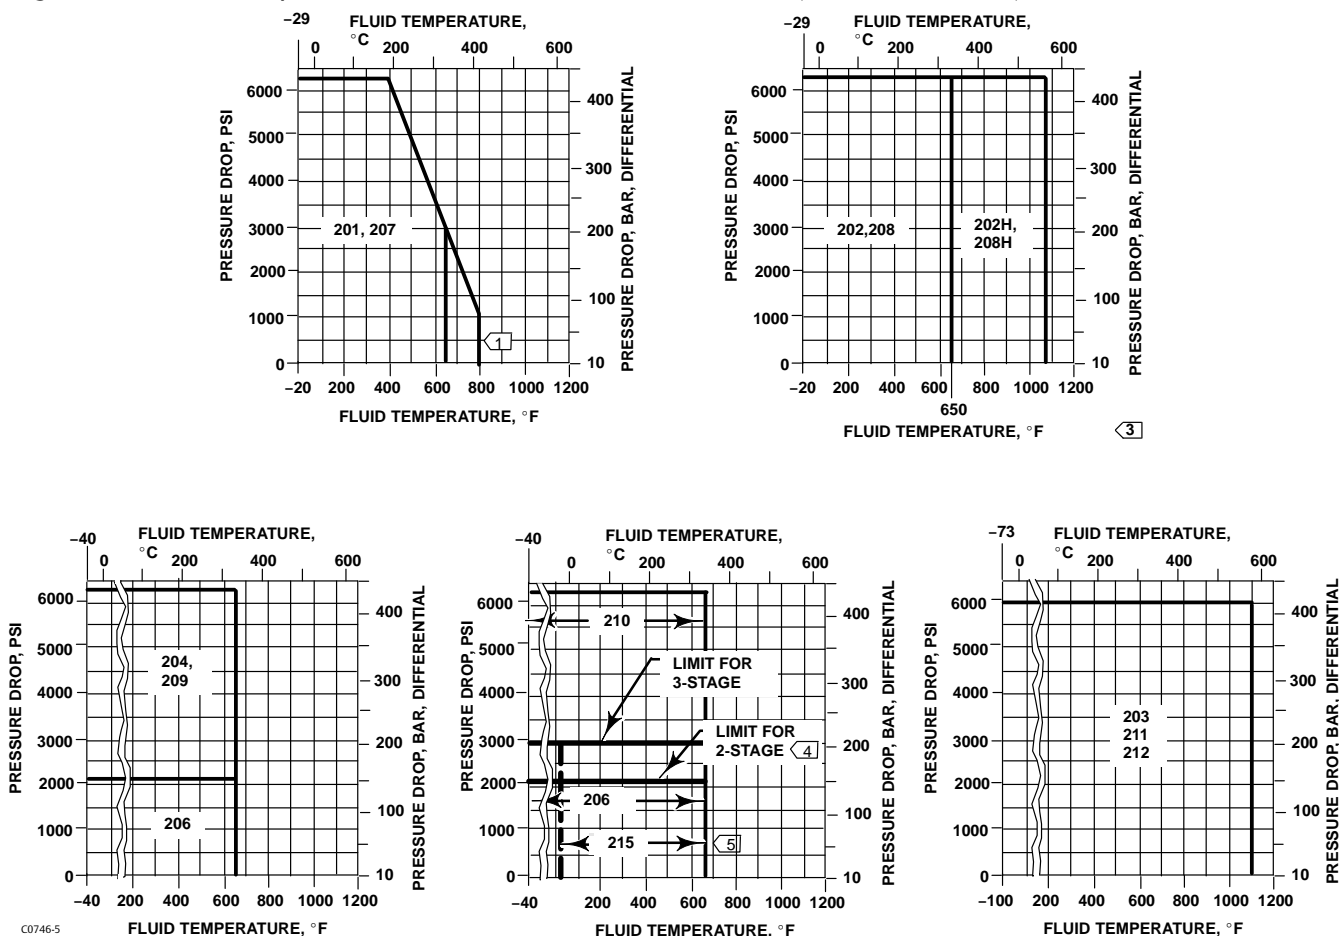 −29 FLUID TEMPERATURE,
°C
0 200 400 600
PRESSURE DROP, PSI
6000
5000
4000
3000
2000
1000
0
201, 207
1
400
300
200
100
10
PRESSURE DROP, BAR, DIFFERENTIAL
−20 200 400 600 800 1000 1200
FLUID TEMPERATURE, °F
−29 FLUID TEMPERATURE,
°C
0 200 400 600
PRESSURE DROP, PSI
6000
5000
4000
3000
2000
1000
0
202,208
202H,
208H
400
300
200
100
10
PRESSURE DROP, BAR, DIFFERENTIAL
−20 200 400 600 800 1000 1200
650
FLUID TEMPERATURE, °F
3
−40 FLUID TEMPERATURE,
°C
0 200 400 600
PRESSURE DROP, PSI
6000
5000
4000
3000
2000
1000
0
204,
209
206
400
300
200
100
10
PRESSURE DROP, BAR, DIFFERENTIAL
−40 200 400 600 800 1000 1200
FLUID TEMPERATURE, °F
−40 FLUID TEMPERATURE,
°C
0 200 400 600
PRESSURE DROP, PSI
6000
5000
4000
3000
2000
1000
0
210
LIMIT FOR
3-STAGE
LIMIT FOR
2-STAGE 4
206
215
5
400
300
200
100
10
PRESSURE DROP, BAR, DIFFERENTIAL
−40 200 400 600 800 1000 1200
FLUID TEMPERATURE, °F
−73 FLUID TEMPERATURE,
°C
0 200 400 600
PRESSURE DROP, PSI
6000
5000
4000
3000
2000
1000
0
203
211
212
400
300
200
100
10
PRESSURE DROP, BAR, DIFFERENTIAL
−100 200 400 600 800 1000 1200
FLUID TEMPERATURE, °F
C0746-5